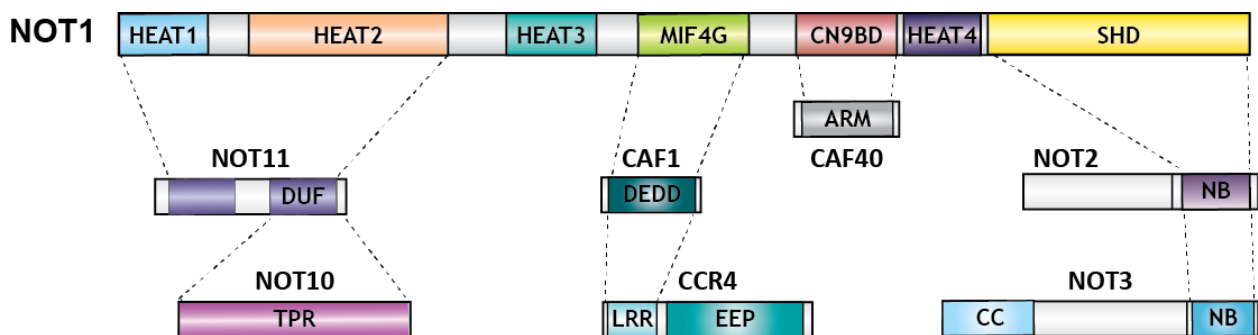 NOT1 HEAT1 HEAT2 HEAT3 MIF4G CN9BD HEAT4 SHD
ARM
NOT11 CAF1 CAF40 NOT2
DUF DEDD NB
NOT10 CCR4 NOT3
TPR LRR EEP CC NB